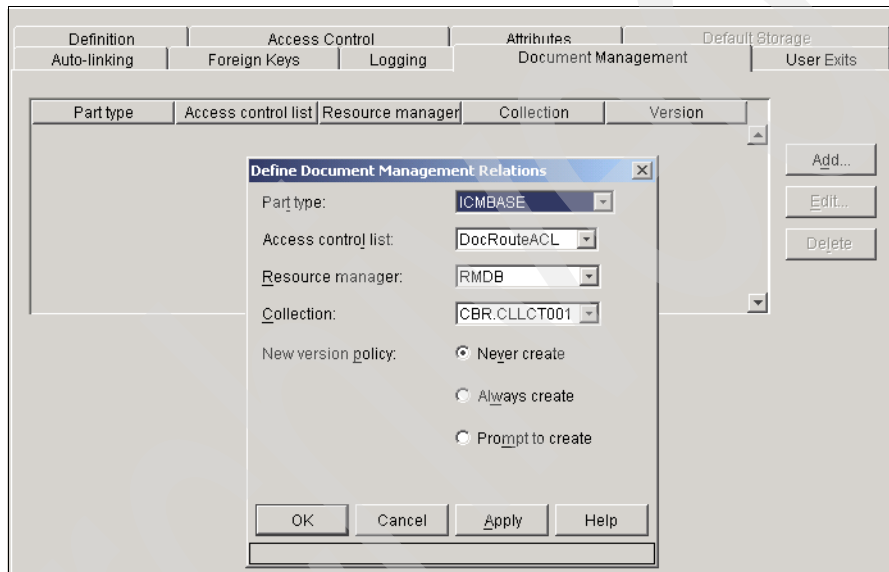 Definition Access Control Attributes Default Storage
Auto-linking Foreign Keys Logging Document Management User Exits
Part type Access control list Resource manager Collection Version
Add...
Edit...
Delete
Define Document Management Relations
Part type: ICMBASE
Access control list: DocRouteACL
Resource manager: RMDB
Collection: CBR.CLLCT001
New version policy: Never create
Always create
Prompt to create
OK Cancel Apply Help